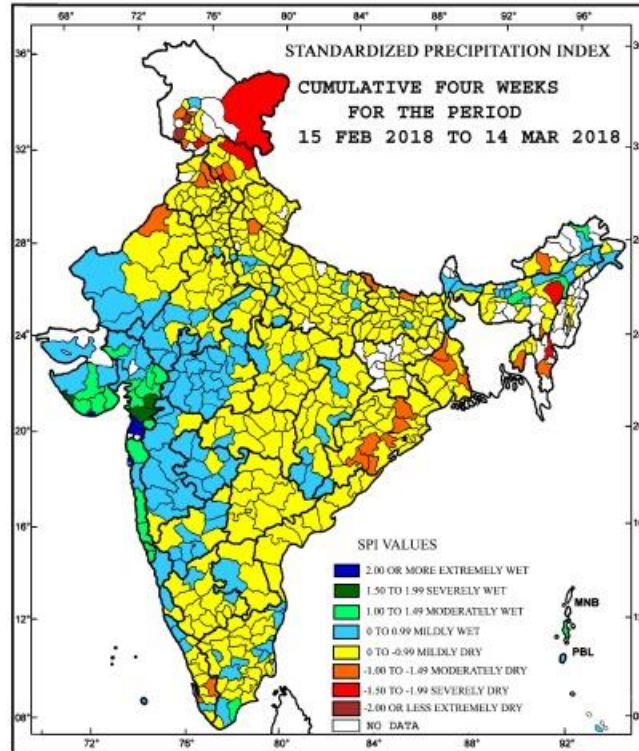 68° 72° 76° 80° 84° 88° 92° 96°
36°
32°
28°
24°
20°
16°
12°
08°
STANDARDIZED PRECIPITATION INDEX
CUMULATIVE FOUR WEEKS
FOR THE PERIOD
15 FEB 2018 TO 14 MAR 2018
SPI VALUES
2.00 OR MORE EXTREMELY WET
1.50 TO 1.99 SEVERELY WET
1.00 TO 1.49 MODERATELY WET
0 TO 0.99 MILDLY WET
0 TO -0.99 MILDLY DRY
-1.00 TO -1.49 MODERATELY DRY
-1.50 TO -1.99 SEVERELY DRY
-2.00 OR LESS EXTREMELY DRY
NO DATA
MNB
PBL
72° 76° 80° 84° 88° 92°